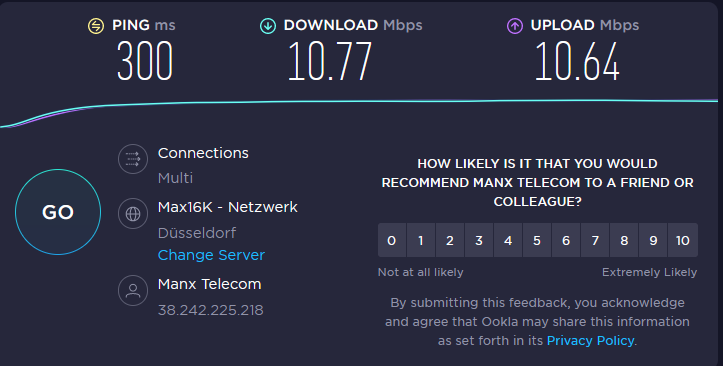 PING ms
300
DOWNLOAD Mbps
10.77
UPLOAD Mbps
10.64
GO
Connections
Multi
Max16K - Netzwerk
Düsseldorf
Change Server
Manx Telecom
38.242.225.218
HOW LIKELY IS IT THAT YOU WOULD
RECOMMEND MANX TELECOM TO A FRIEND OR
COLLEAGUE?
0 1 2 3 4 5 6 7 8 9 10
Not at all likely Extremely Likely
By submitting this feedback, you acknowledge
and agree that Ookla may share this information
as set forth in its Privacy Policy.